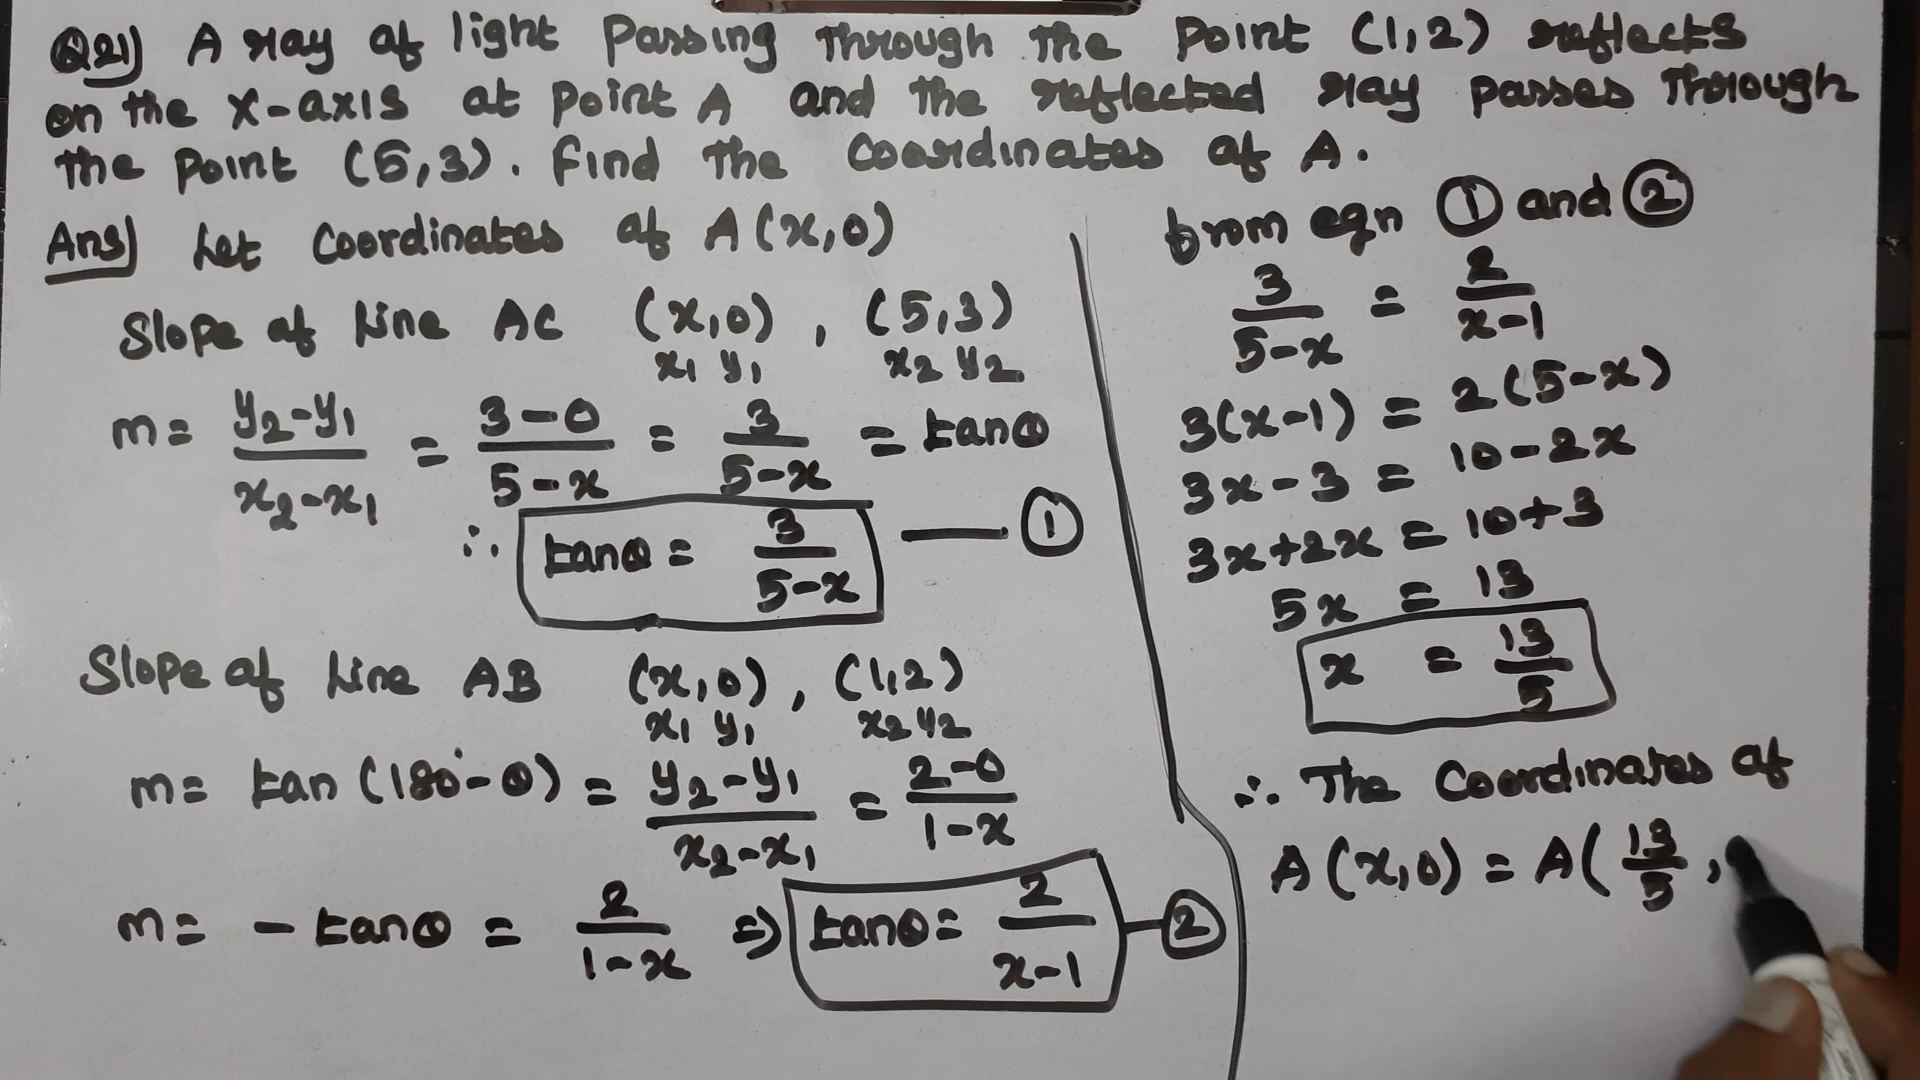 Q21) A ray of light Passing through the Point (1,2) reflects
on the x-axis at point A and the reflected ray passes Through
the Point (5,3). Find the Coordinates of A.
Ans) Let Coordinates of A(x,0)
Slope of Line AC (x,0), (5,3)
x1 y1 x2 y2
m = y2-y1 / x2-x1 = 3-0 / 5-x = 3 / 5-x = tanθ
∴ tanθ = 3 / 5-x — ①
Slope of Line AB (x,0), (1,2)
x1 y1 x2 y2
m = tan(180°-θ) = y2-y1 / x2-x1 = 2-0 / 1-x
m = -tanθ = 2 / 1-x ⇒ tanθ = 2 / x-1 — ②
from eqn ① and ②
3 / 5-x = 2 / x-1
3(x-1) = 2(5-x)
3x-3 = 10-2x
3x+2x = 10+3
5x = 13
x = 13 / 5
∴ The Coordinates of
A(x,0) = A(13/5,